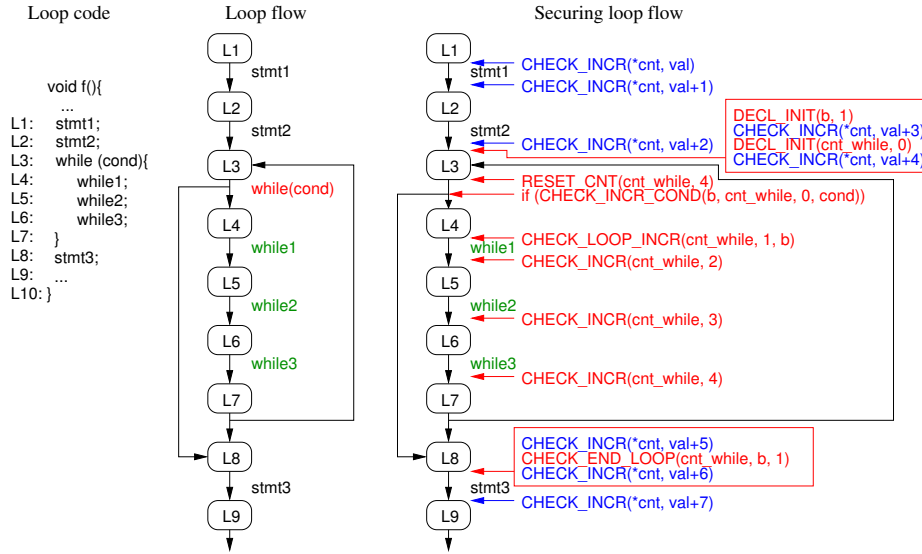 Loop code
void f(){
...
L1: stmt1;
L2: stmt2;
L3: while (cond){
L4: while1;
L5: while2;
L6: while3;
L7: }
L8: stmt3;
L9: ...
L10: }
Loop flow
L1
stmt1
L2
stmt2
L3
while(cond)
L4
while1
L5
while2
L6
while3
L7
L8
stmt3
L9
Securing loop flow
L1
CHECK_INCR(*cnt, val)
stmt1
CHECK_INCR(*cnt, val+1)
L2
stmt2
CHECK_INCR(*cnt, val+2)
DECL_INIT(b, 1)
CHECK_INCR(*cnt, val+3)
DECL_INIT(cnt_while, 0)
CHECK_INCR(*cnt, val+4)
L3
RESET_CNT(cnt_while, 4)
if (CHECK_INCR_COND(b, cnt_while, 0, cond))
L4
CHECK_LOOP_INCR(cnt_while, 1, b)
while1
CHECK_INCR(cnt_while, 2)
L5
while2
CHECK_INCR(cnt_while, 3)
L6
while3
CHECK_INCR(cnt_while, 4)
L7
CHECK_INCR(*cnt, val+5)
L8
CHECK_END_LOOP(cnt_while, b, 1)
CHECK_INCR(*cnt, val+6)
stmt3
CHECK_INCR(*cnt, val+7)
L9